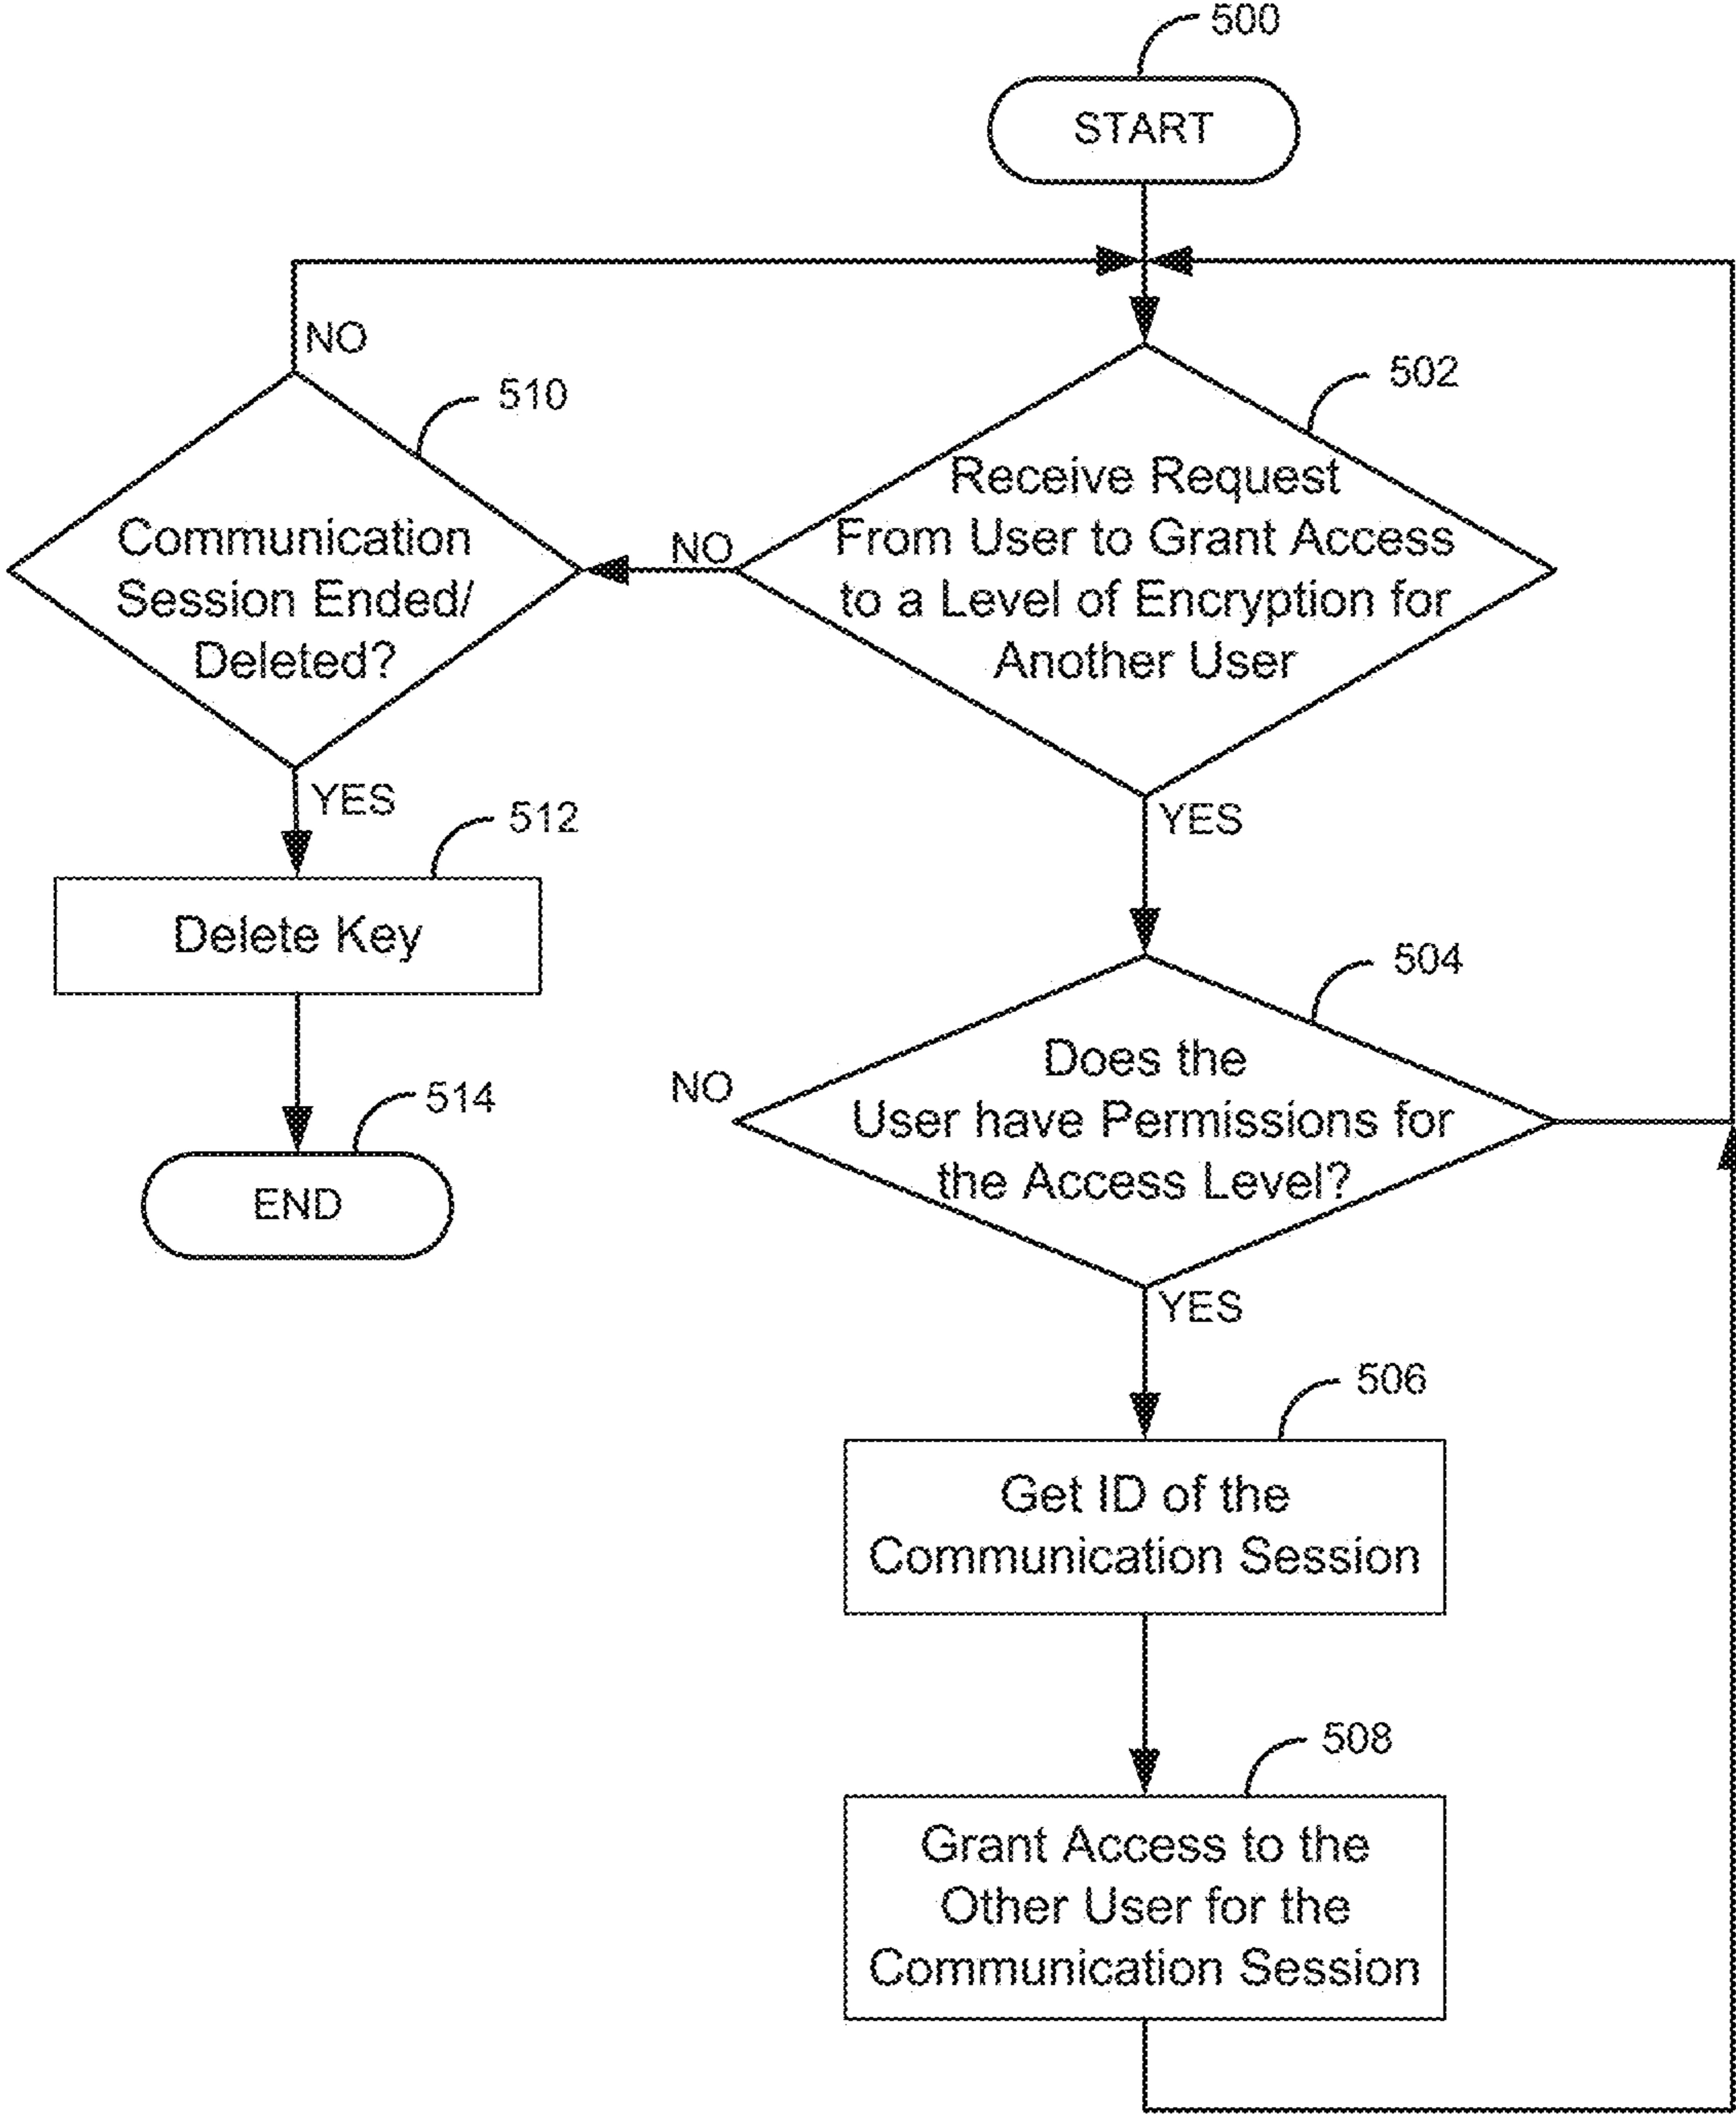 500
START
NO
510
502
Communication
Session Ended/
Deleted?
NO
Receive Request
From User to Grant Access
to a Level of Encryption for
Another User
YES
YES
512
Delete Key
504
NO
Does the
User have Permissions for
the Access Level?
514
END
YES
506
Get ID of the
Communication Session
508
Grant Access to the
Other User for the
Communication Session